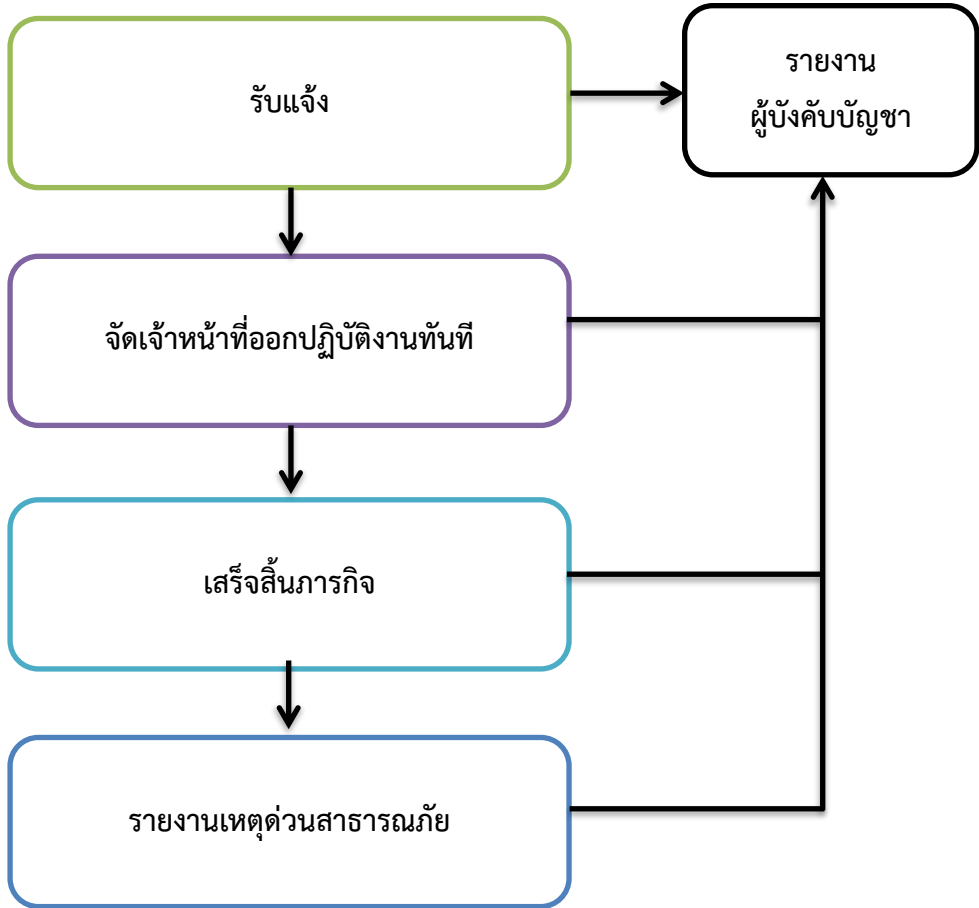 รับแจ้ง
รายงาน
ผู้บังคับบัญชา
จัดเจ้าหน้าที่ออกปฏิบัติงานทันที
เสร็จสิ้นภารกิจ
รายงานเหตุด่วนสาธารณภัย